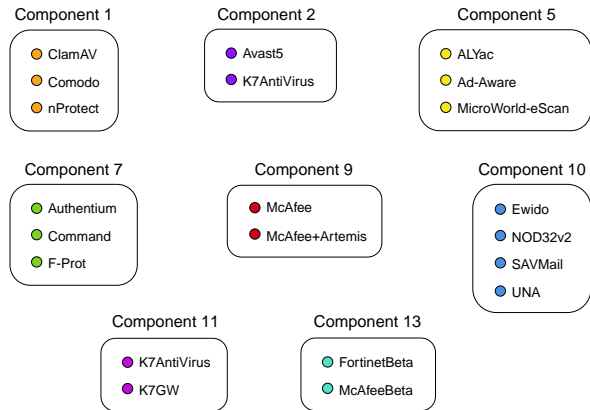 Component 1
ClamAV
Comodo
nProtect
Component 2
Avast5
K7AntiVirus
Component 5
ALYac
Ad-Aware
MicroWorld-eScan
Component 7
Authentium
Command
F-Prot
Component 9
McAfee
McAfee+Artemis
Component 10
Ewido
NOD32v2
SAVMail
UNA
Component 11
K7AntiVirus
K7GW
Component 13
FortinetBeta
McAfeeBeta